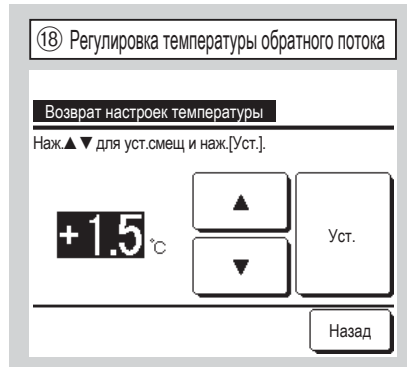 ⑱ Регулировка температуры обратного потока
Возврат настроек температуры
Наж.▲▼ для уст.смещ и наж.[Уст.].
▲
+1.5 °C
Уст.
▼
Назад